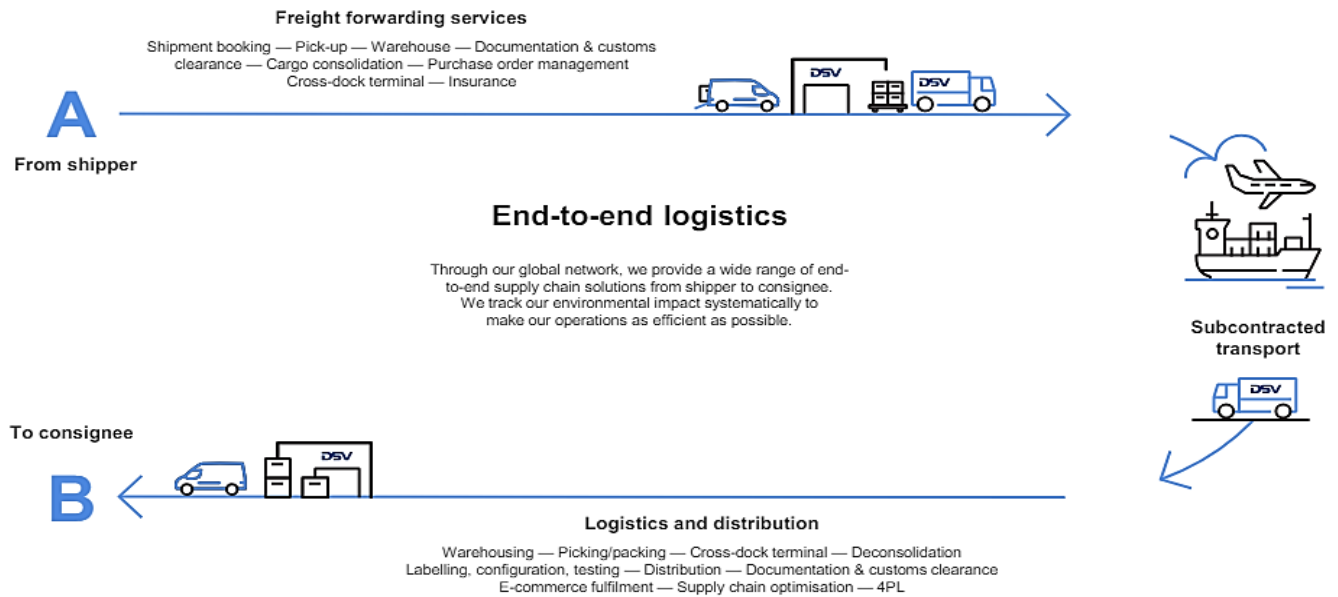 Freight forwarding services
Shipment booking — Pick-up — Warehouse — Documentation & customs
clearance — Cargo consolidation — Purchase order management
Cross-dock terminal — Insurance
DSV
DSV
A
From shipper
End-to-end logistics
Through our global network, we provide a wide range of end-
to-end supply chain solutions from shipper to consignee.
We track our environmental impact systematically to
make our operations as efficient as possible.
Subcontracted
transport
DSV
To consignee
B
DSV
Logistics and distribution
Warehousing — Picking/packing — Cross-dock terminal — Deconsolidation
Labelling, configuration, testing — Distribution — Documentation & customs clearance
E-commerce fulfilment — Supply chain optimisation — 4PL